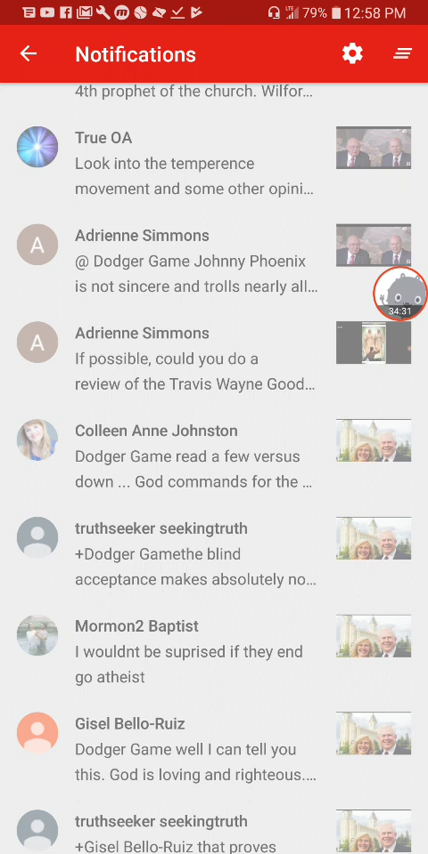 LTE 79% 12:58 PM
Notifications
4th prophet of the church. Wilfor...
True OA
Look into the temperence
movement and some other opini...
Adrienne Simmons
@ Dodger Game Johnny Phoenix
is not sincere and trolls nearly all...
34:31
A
Adrienne Simmons
If possible, could you do a
review of the Travis Wayne Good...
A
Colleen Anne Johnston
Dodger Game read a few versus
down ... God commands for the ...
truthseeker seekingtruth
+Dodger Gamethe blind
acceptance makes absolutely no...
Mormon2 Baptist
I wouldnt be suprised if they end
go atheist
Gisel Bello-Ruiz
Dodger Game well I can tell you
this. God is loving and righteous....
truthseeker seekingtruth
+Gisel Bello-Ruiz that proves